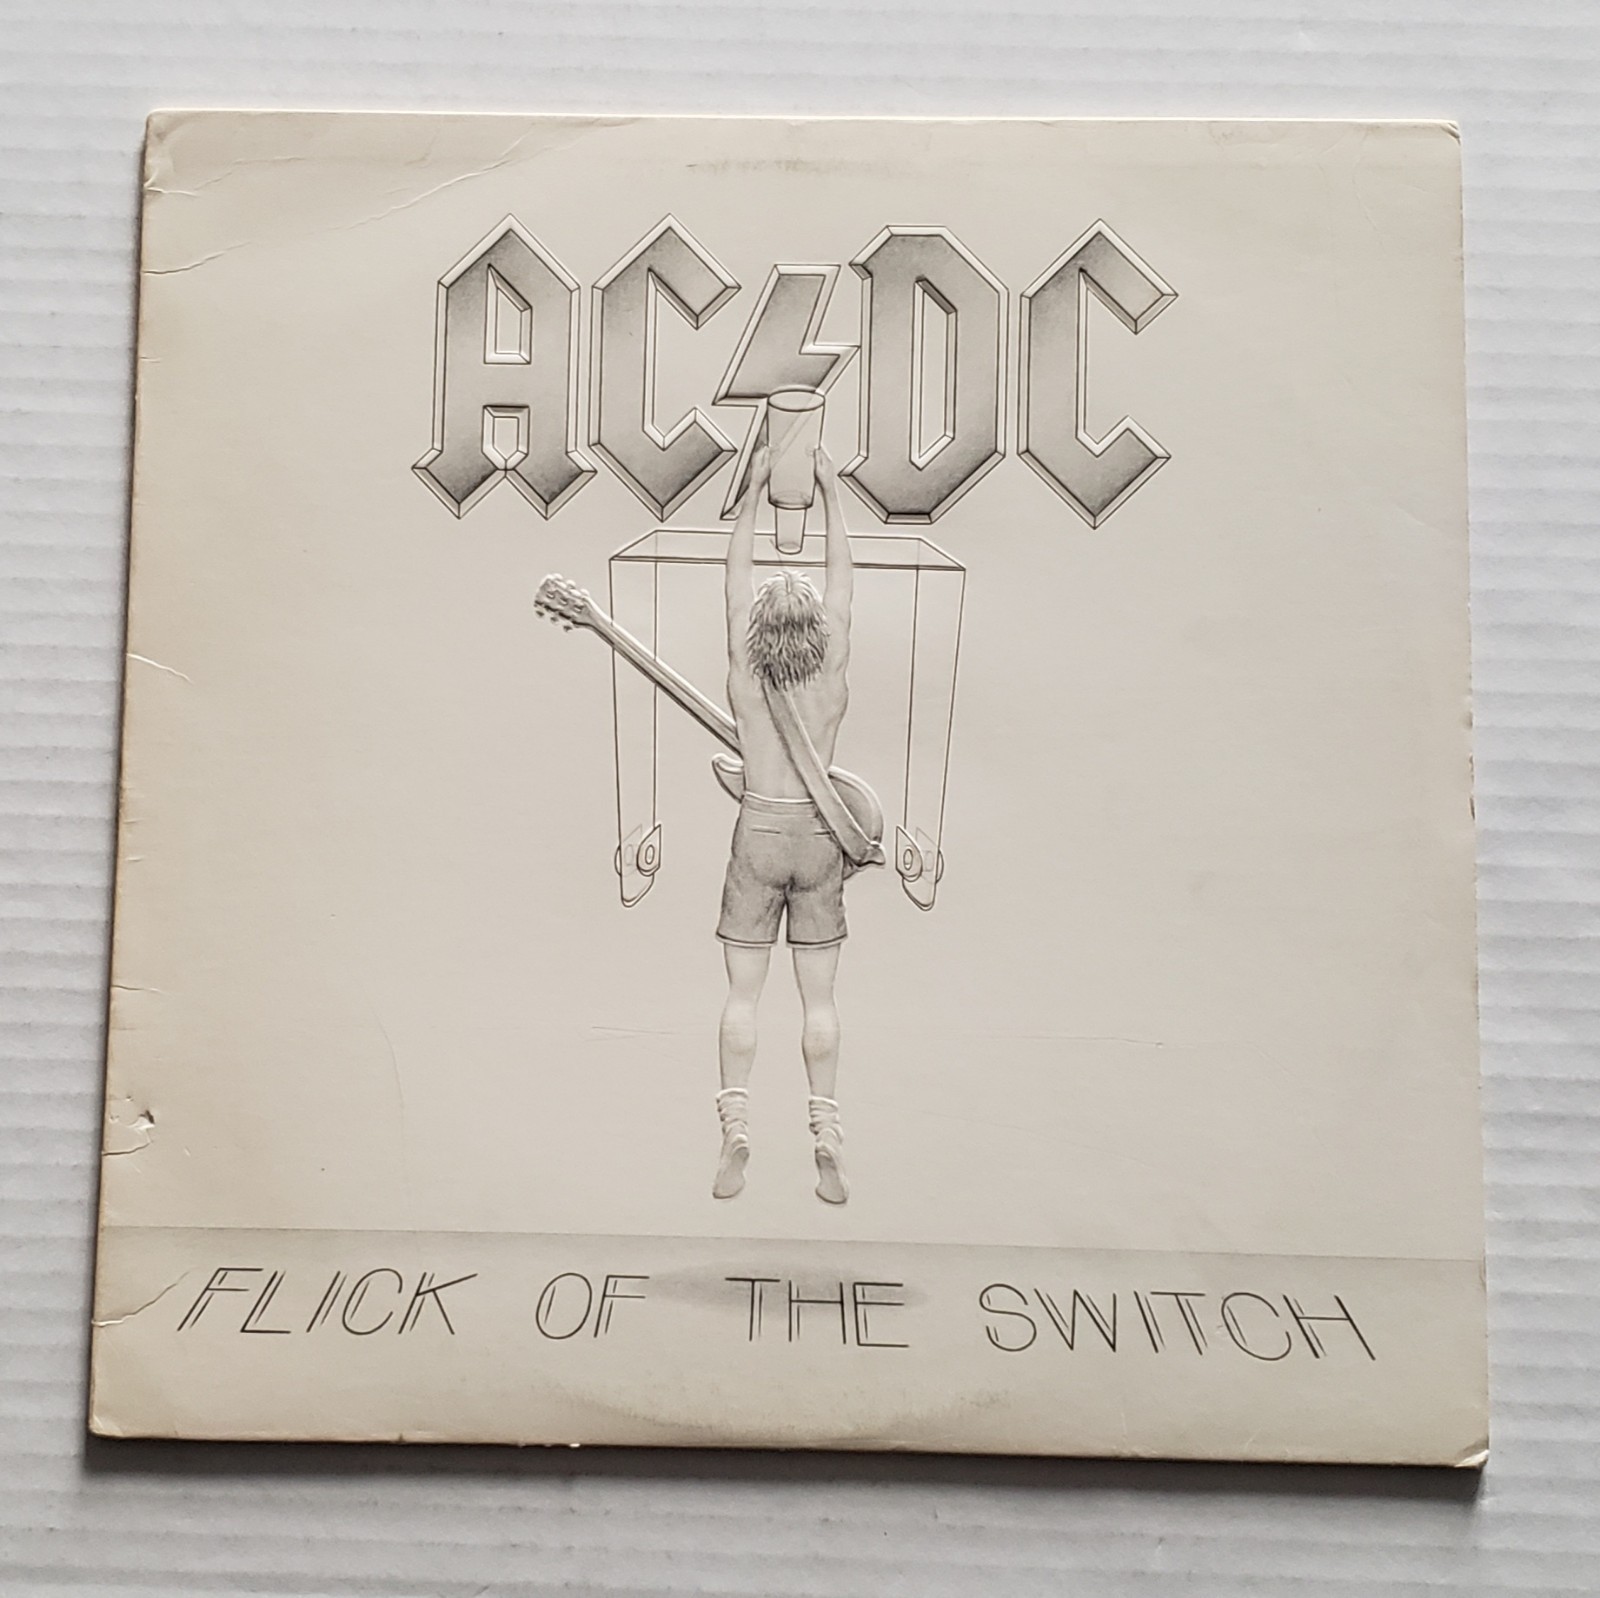 AC⚡DC
FLICK OF THE SWITCH